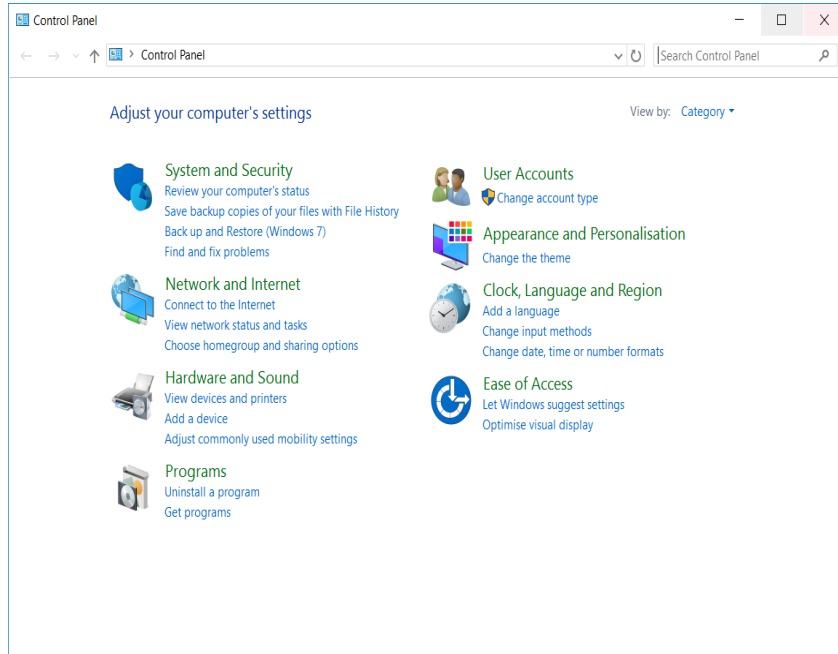 Control Panel
Control Panel
Search Control Panel
Adjust your computer's settings
View by: Category
System and Security
Review your computer's status
Save backup copies of your files with File History
Back up and Restore (Windows 7)
Find and fix problems
Network and Internet
Connect to the Internet
View network status and tasks
Choose homegroup and sharing options
Hardware and Sound
View devices and printers
Add a device
Adjust commonly used mobility settings
Programs
Uninstall a program
Get programs
User Accounts
Change account type
Appearance and Personalisation
Change the theme
Clock, Language and Region
Add a language
Change input methods
Change date, time or number formats
Ease of Access
Let Windows suggest settings
Optimise visual display